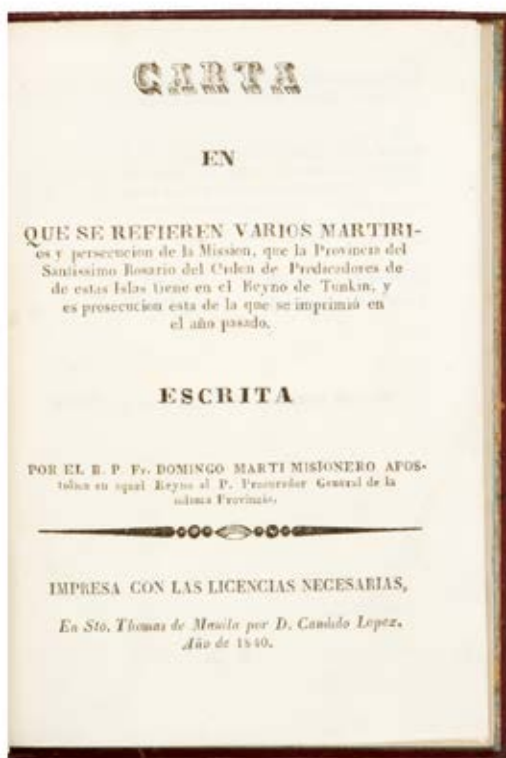 CARTA
EN
QUE SE REFIEREN VARIOS MARTIRI-
os y persecucion de la Mission, que la Provincia del
Santissimo Rosario del Orden de Predicadores de
de estas Islas tiene en el Reyno de Tunkin, y
es prosecucion esta de la que se imprimió en
el año pasado.
ESCRITA
POR EL R. P. Fr. DOMINGO MARTI MISIONERO APOS-
tolico en aquel Reyno al P. Procurador General de la
misma Provincia.
IMPRESA CON LAS LICENCIAS NECESARIAS,
En Sto. Thomas de Manila por D. Candido Lopez.
Año de 1840.